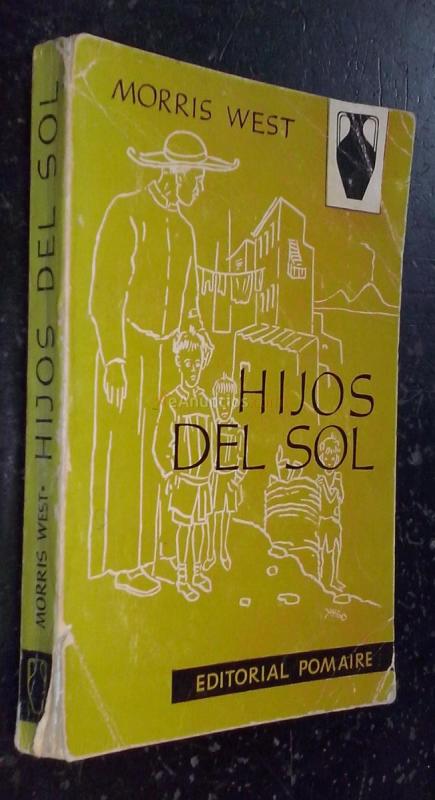 MORRIS WEST
HIJOS
DEL SOL
EDITORIAL POMAIRE
MORRIS WEST- HIJOS DEL SOL